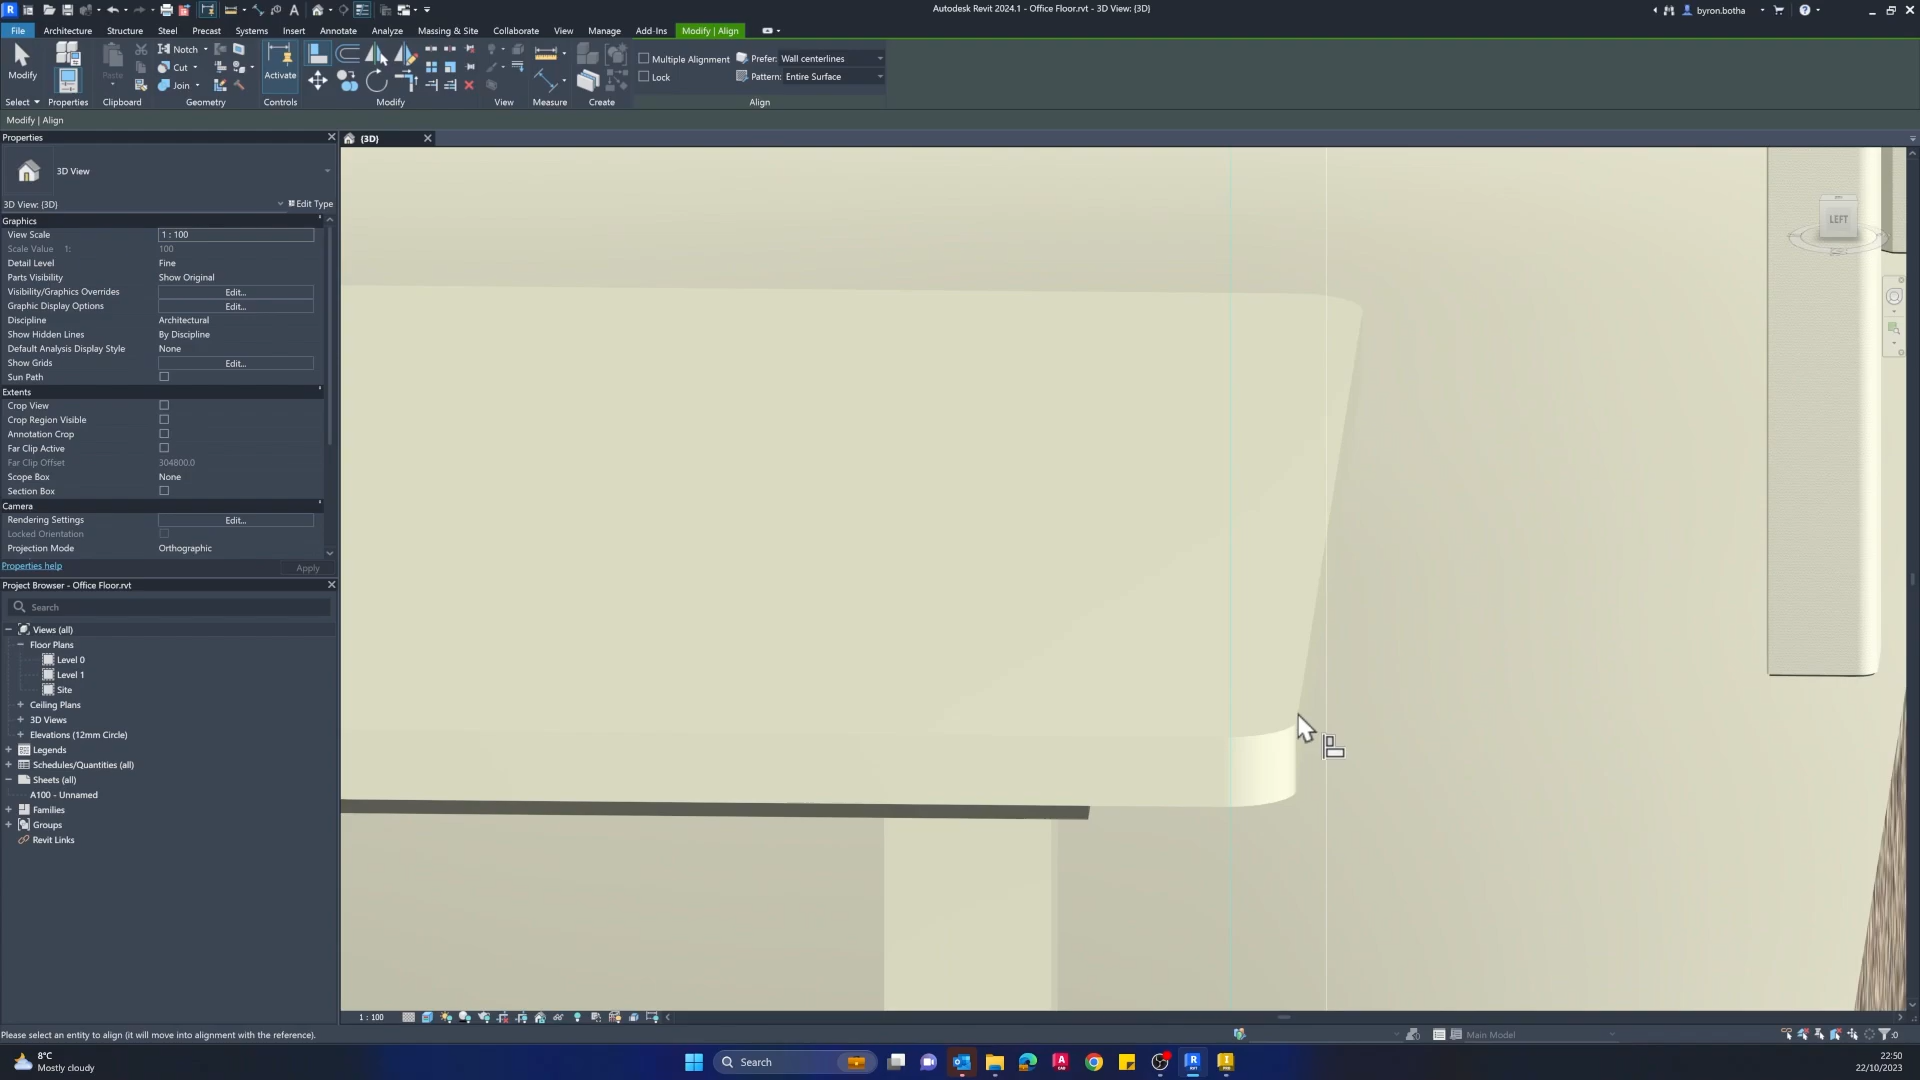 Autodesk Revit 2024.1 - Office Floor.rvt - 3D View: {3D}
byron.botha
File Architecture Structure Steel Precast Systems Insert Annotate Analyze Massing & Site Collaborate View Manage Add-Ins Modify | Align
Modify
Paste
Notch
Cut
Join
Activate
Multiple Alignment
Lock
Prefer: Wall centerlines
Pattern: Entire Surface
Select Properties Clipboard Geometry Controls Modify View Measure Create Align
Modify | Align
Properties
{3D}
3D View
3D View: {3D}
Edit Type
Graphics
View Scale 1 : 100
Scale Value 1: 100
Detail Level Fine
Parts Visibility Show Original
Visibility/Graphics Overrides Edit...
Graphic Display Options Edit...
Discipline Architectural
Show Hidden Lines By Discipline
Default Analysis Display Style None
Show Grids Edit...
Sun Path
Extents
Crop View
Crop Region Visible
Annotation Crop
Far Clip Active
Far Clip Offset 304800.0
Scope Box None
Section Box
Camera
Rendering Settings Edit...
Locked Orientation
Projection Mode Orthographic
Properties help
Apply
Project Browser - Office Floor.rvt
Search
Views (all)
Floor Plans
Level 0
Level 1
Site
Ceiling Plans
3D Views
Elevations (12mm Circle)
Legends
Schedules/Quantities (all)
Sheets (all)
A100 - Unnamed
Families
Groups
Revit Links
LEFT
1 : 100
Please select an entity to align (it will move into alignment with the reference).
Main Model
:0
8°C
Mostly cloudy
Search
22:50
22/10/2023